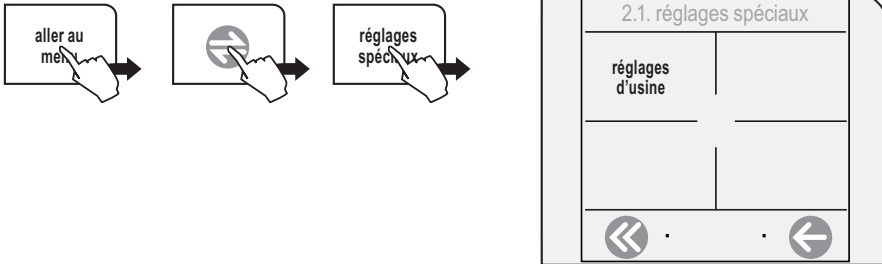 aller au
menu
réglages
spéciaux
2.1. réglages spéciaux
réglages
d’usine